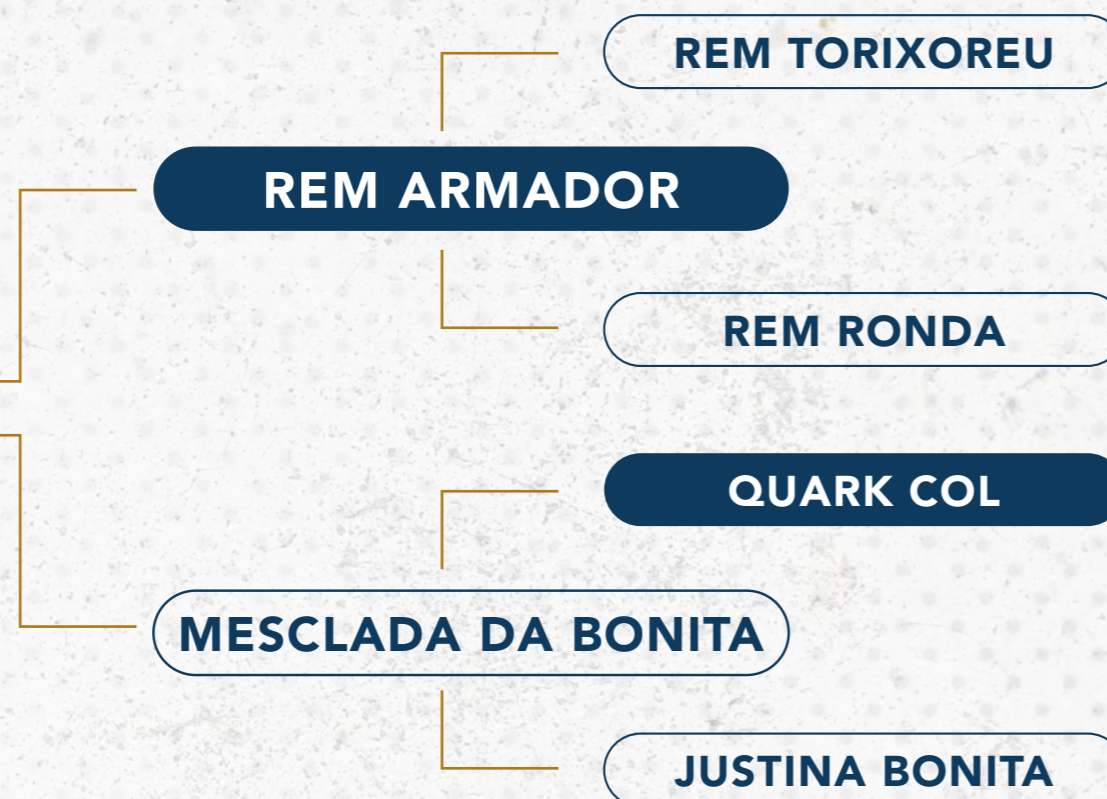 REM TORIXOREU
REM ARMADOR
REM RONDA
QUARK COL
MESCLADA DA BONITA
JUSTINA BONITA